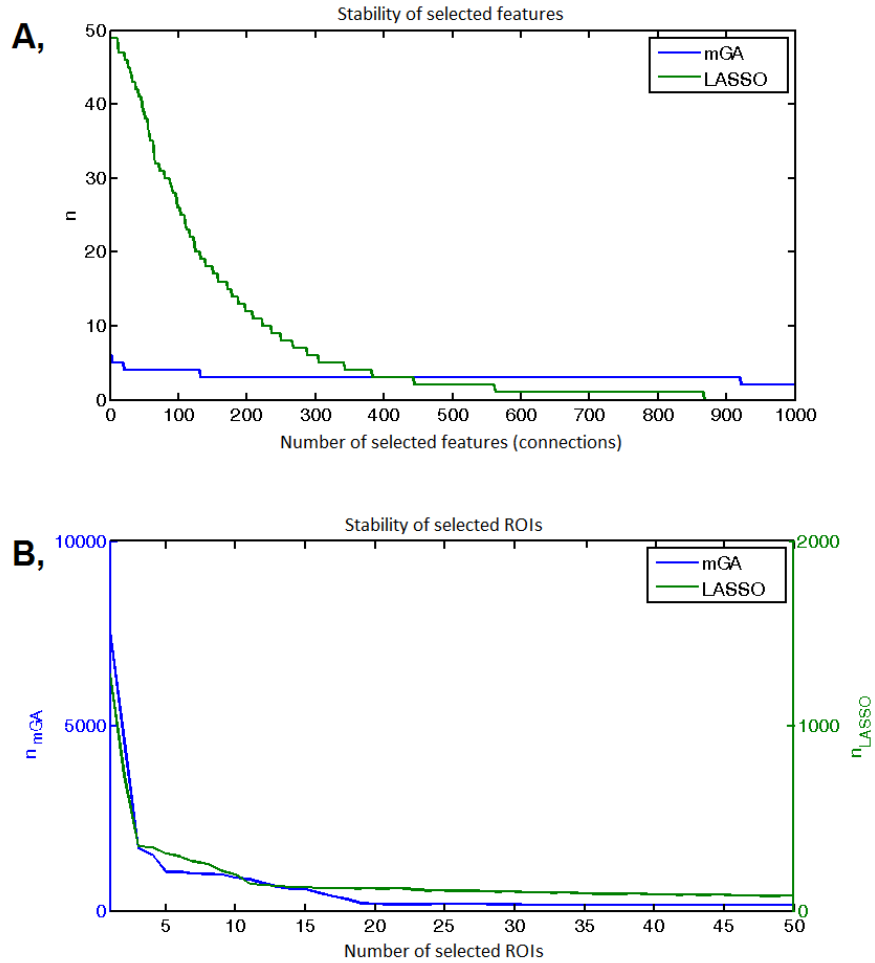 A,
Stability of selected features
50
40
30
20
10
0
n
mGA
LASSO
0 100 200 300 400 500 600 700 800 900 1000
Number of selected features (connections)
B,
Stability of selected ROIs
10000
5000
0
n mGA
mGA
LASSO
2000
1000
0
n LASSO
5 10 15 20 25 30 35 40 45 50
Number of selected ROIs